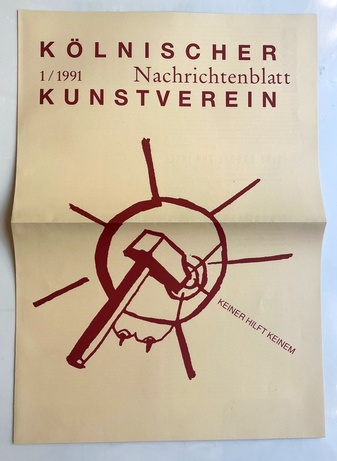 KÖLNISCHER
1/1991 Nachrichtenblatt
KUNSTVEREIN
KEINER HILFT KEINEM